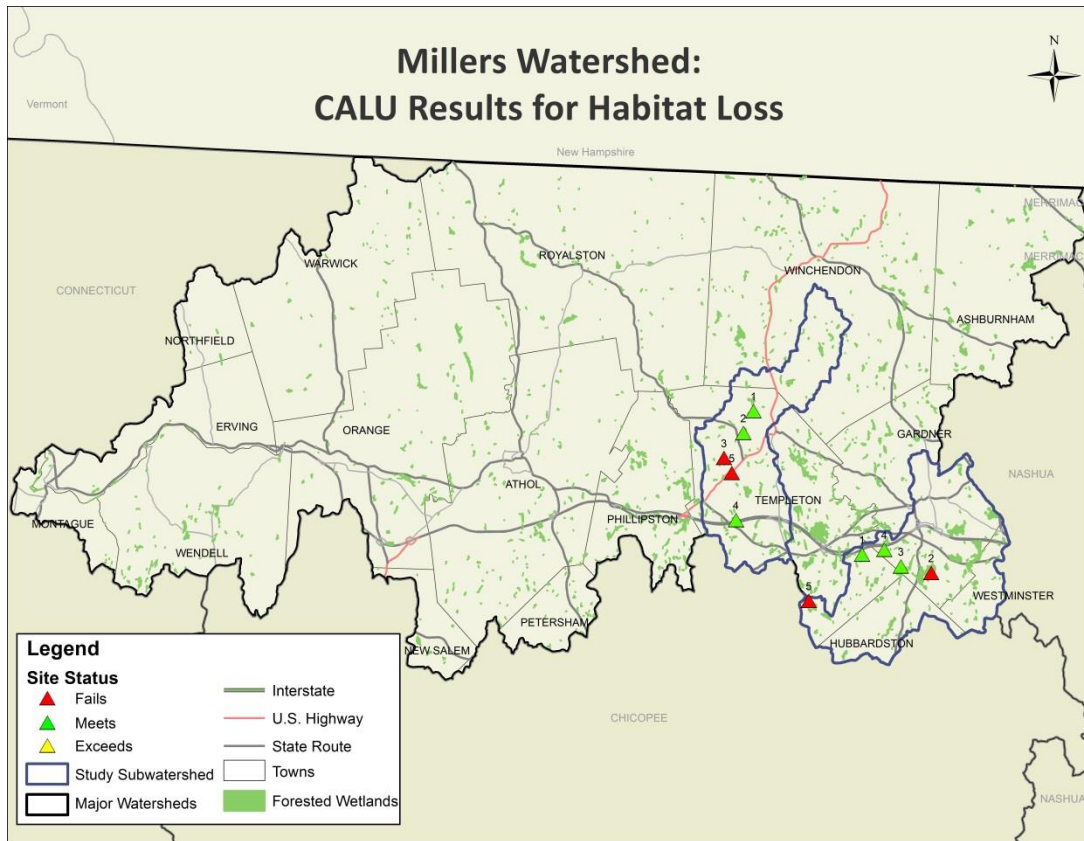 Millers Watershed:
CALU Results for Habitat Loss
N
Vermont
New Hampshire
MERRIMAC
MERRIMAC
WARWICK
ROYALSTON
WINCHENDON
CONNECTICUT
ASHBURNHAM
NORTHFIELD
1
ERVING
ORANGE
2
GARDNER
3
5
NASHUA
ATHOL
TEMPLETON
PHILLIPSTON
4
MONTAGUE
WENDELL
1
4
3
2
5
WESTMINSTER
PETERSHAM
HUBBARDSTON
NEW SALEM
CHICOPEE
NASHUA
Legend
Site Status
Fails
Meets
Exceeds
Study Subwatershed
Major Watersheds
Interstate
U.S. Highway
State Route
Towns
Forested Wetlands